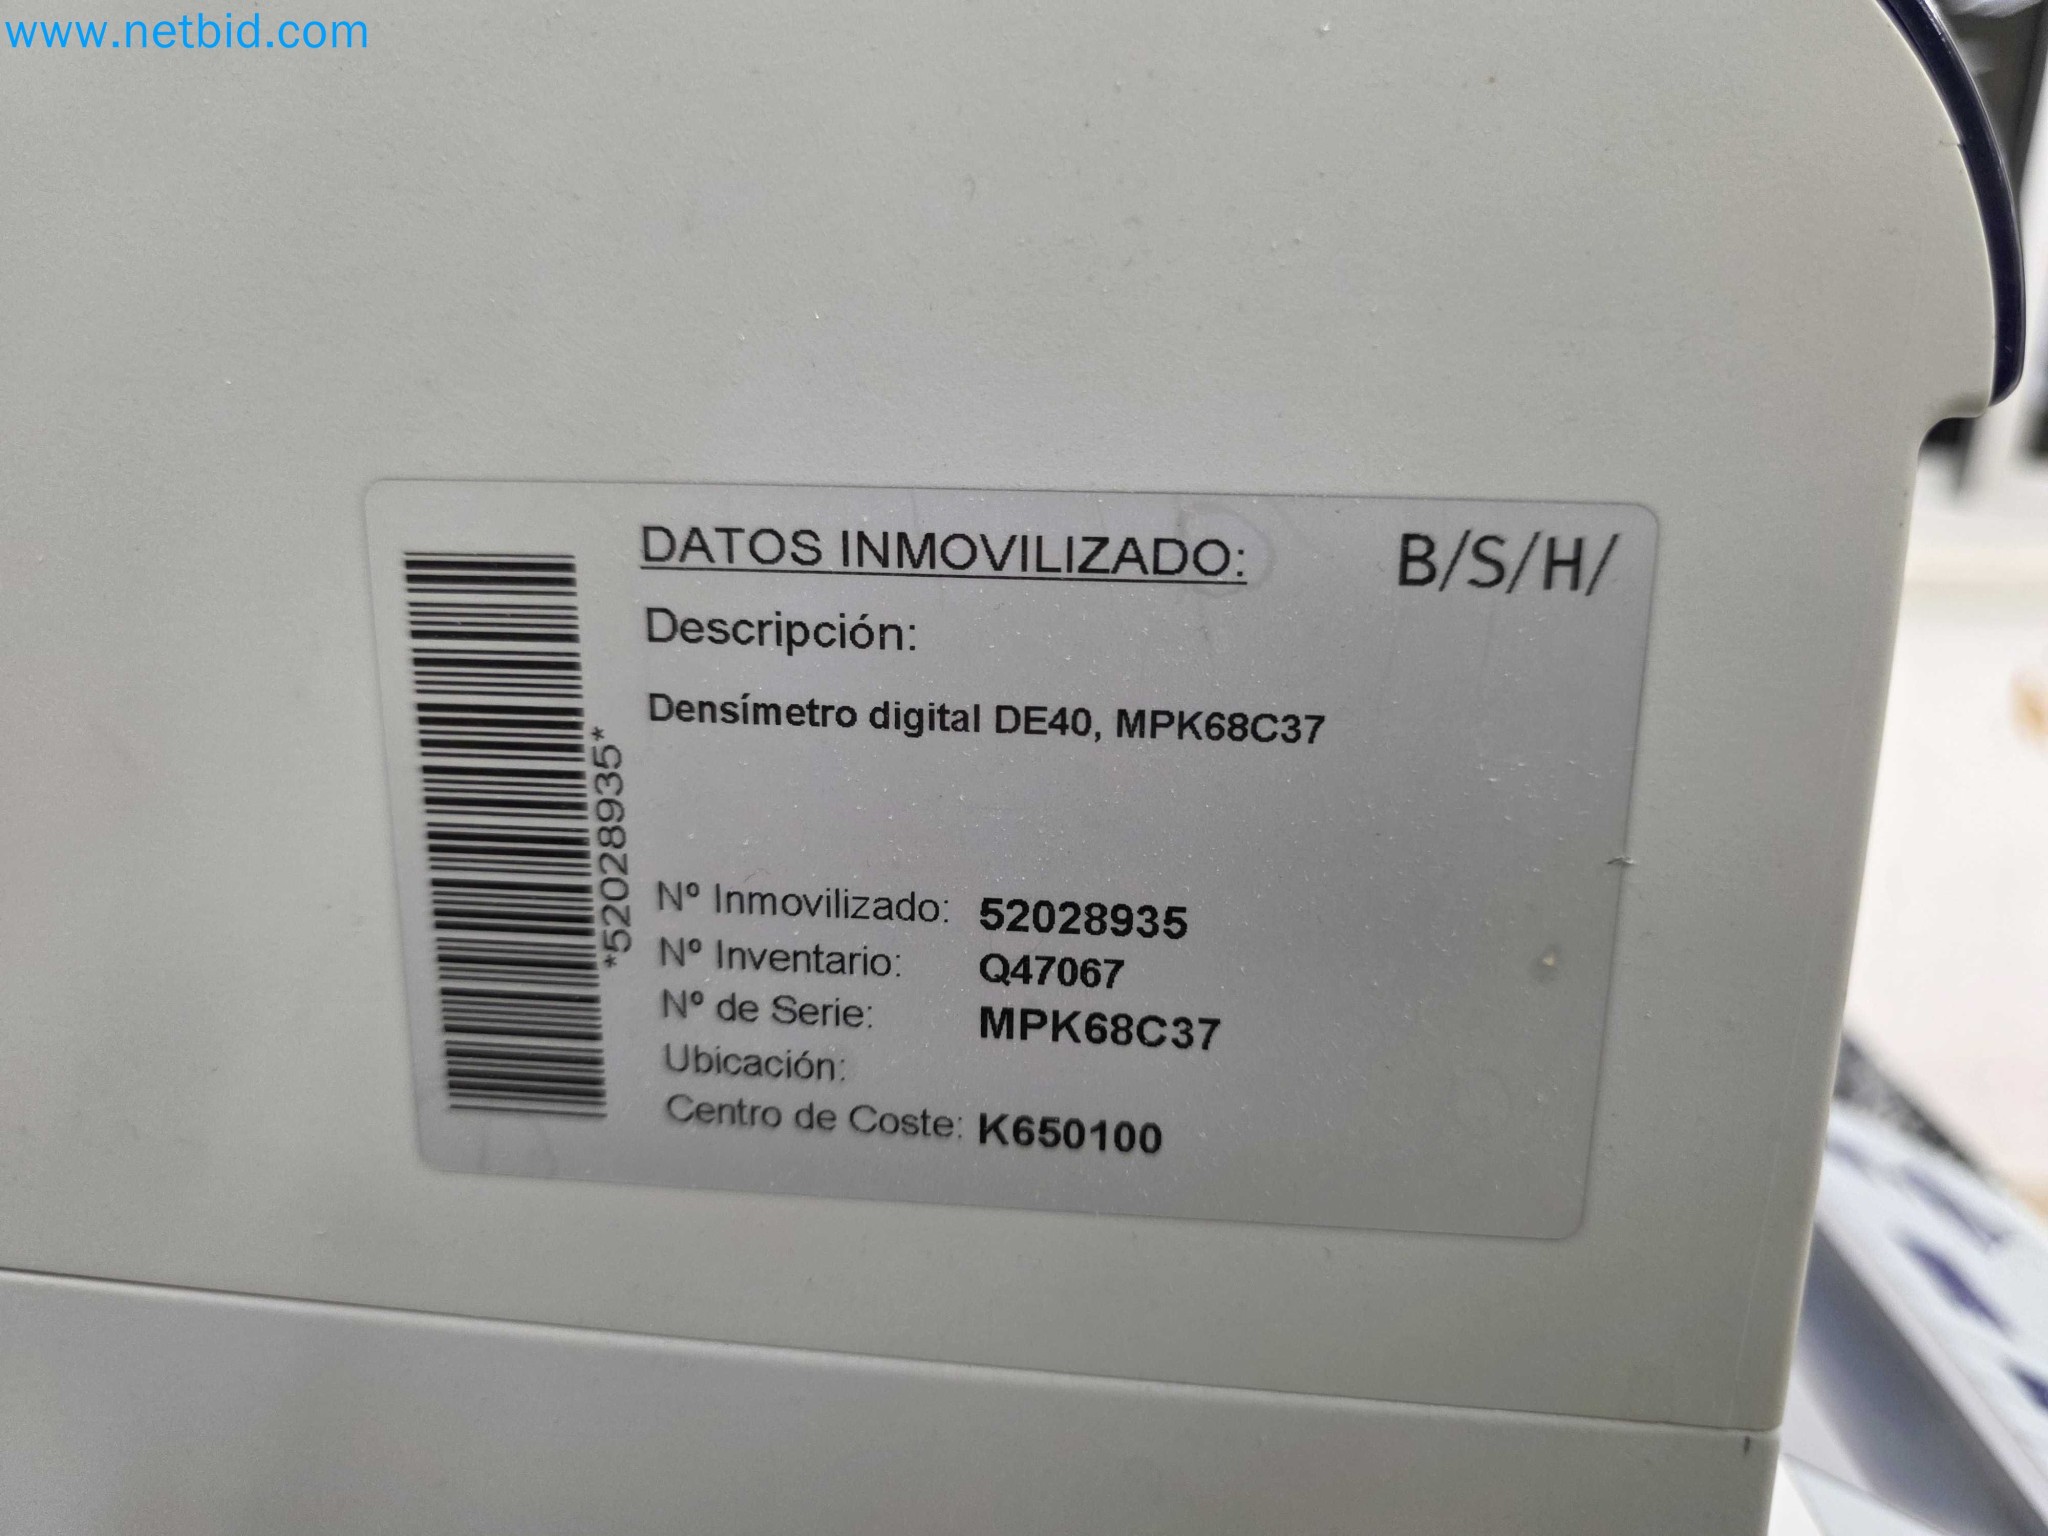 www.netbid.com
DATOS INMOVILIZADO:
B/S/H/
Descripción:
Densímetro digital DE40, MPK68C37
*52028935*
Nº Inmovilizado: 52028935
Nº Inventario: Q47067
Nº de Serie: MPK68C37
Ubicación:
Centro de Coste: K650100